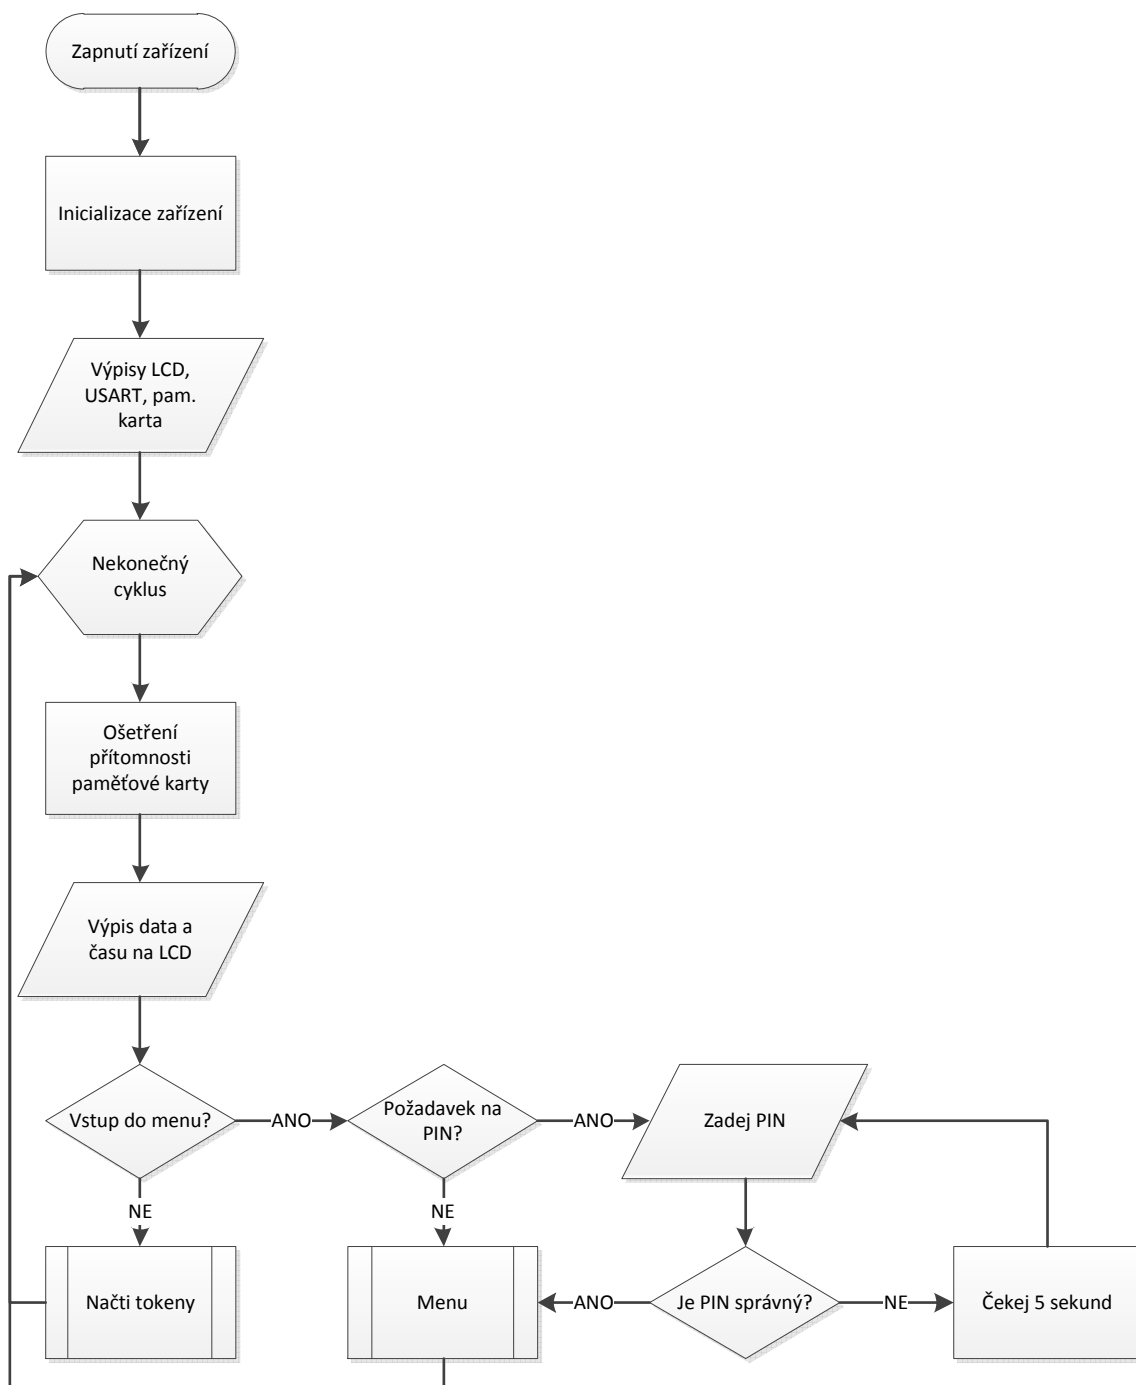 Zapnutí zařízení
Inicializace zařízení
Výpisy LCD,
USART, pam.
karta
Nekonečný
cyklus
Ošetření
přítomnosti
paměťové karty
Výpis data a
času na LCD
Vstup do menu?
ANO
Požadavek na
PIN?
ANO
Zadej PIN
NE
NE
Načti tokeny
Menu
ANO
Je PIN správný?
NE
Čekej 5 sekund